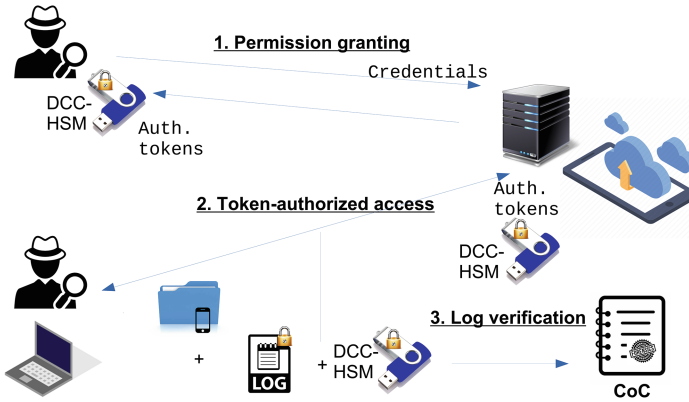 1. Permission granting
Credentials
DCC-
HSM
Auth.
tokens
2. Token-authorized access
Auth.
tokens
DCC-
HSM
3. Log verification
+
LOG
+
DCC-
HSM
CoC